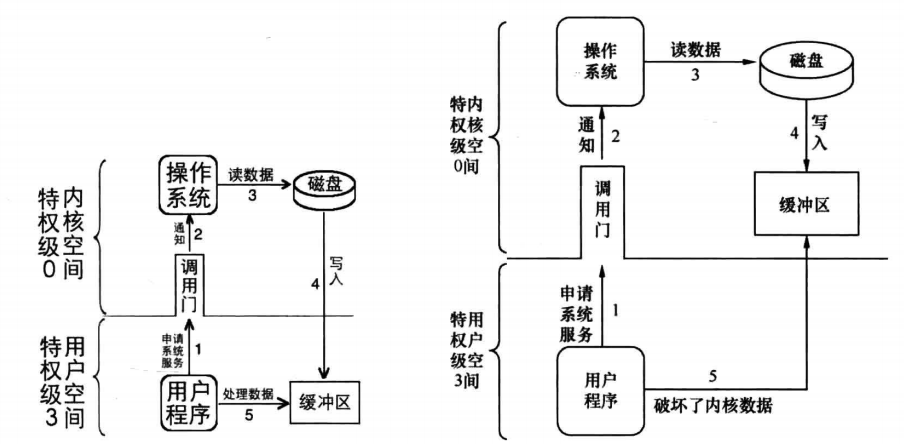 操作
系统
读数据
3
磁盘
通知
2
内核空间
特权级0
调用门
4
写入
申请
系统
服务
1
用户空间
特权级3
用户
程序
处理数据
5
缓冲区
操作
系统
读数据
3
磁盘
通知
2
4
写入
特内
权核
级空
0间
调用门
缓冲区
申请
系统
服务
1
特用
权户
级空
3间
用户
程序
5
破坏了内核数据